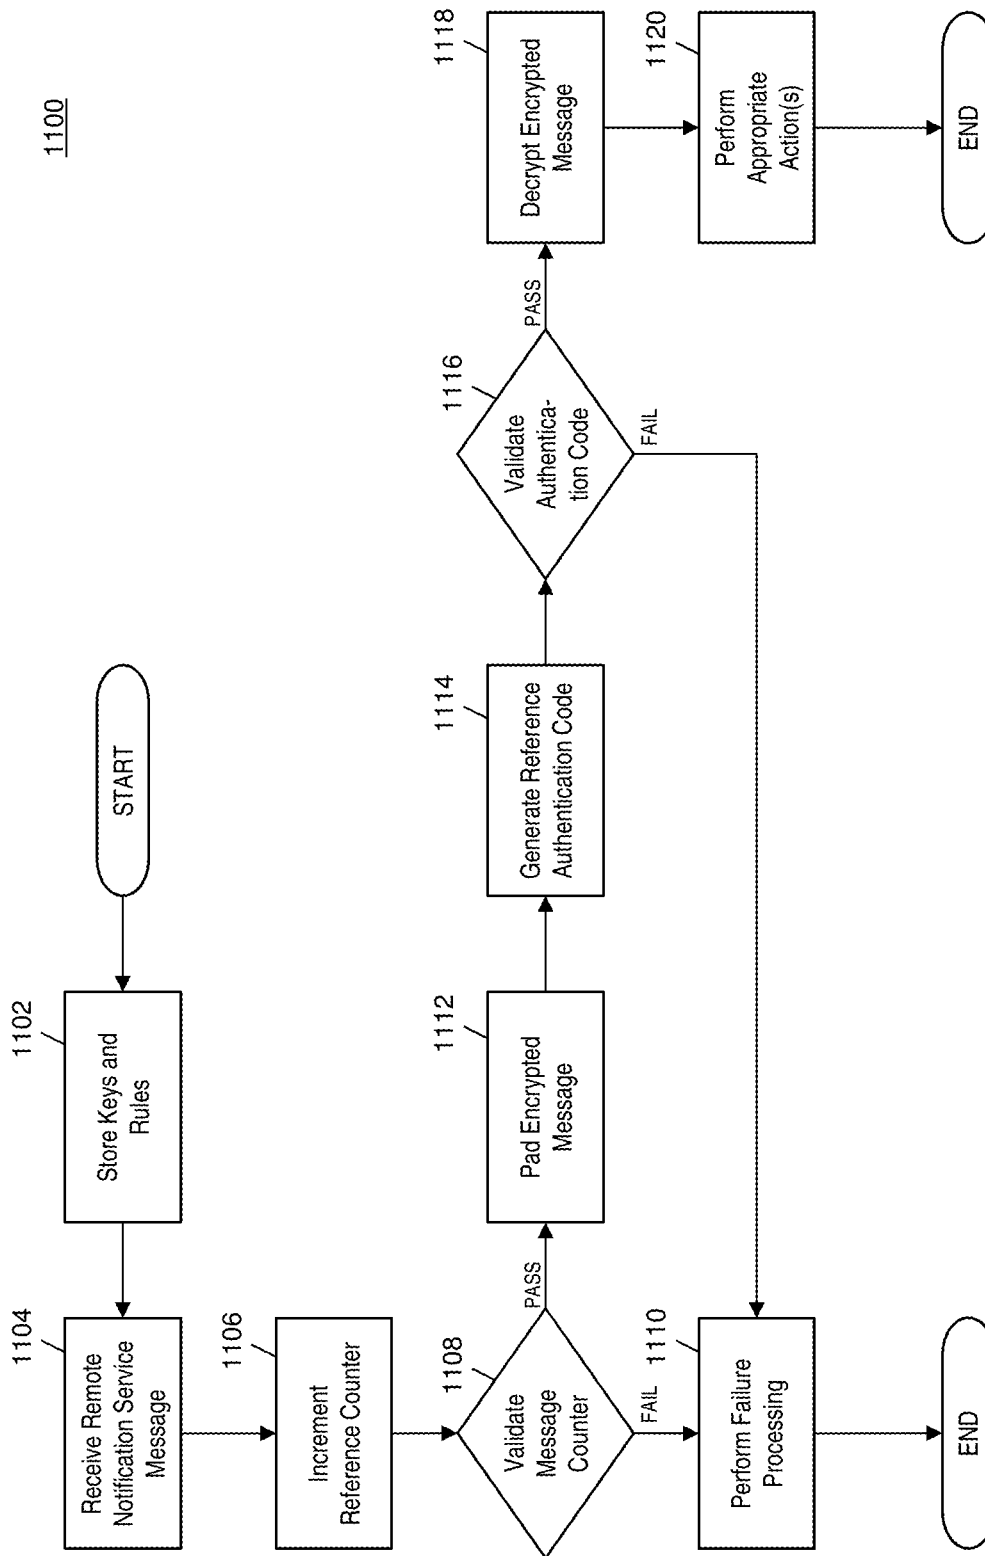 1100
START
1102
Store Keys and
Rules
1104
Receive Remote
Notification Service
Message
1106
Increment
Reference Counter
1108
Validate
Message
Counter
PASS
FAIL
1110
Perform Failure
Processing
END
1112
Pad Encrypted
Message
1114
Generate Reference
Authentication Code
1116
Validate
Authentica-
tion Code
PASS
FAIL
1118
Decrypt Encrypted
Message
1120
Perform
Appropriate
Action(s)
END